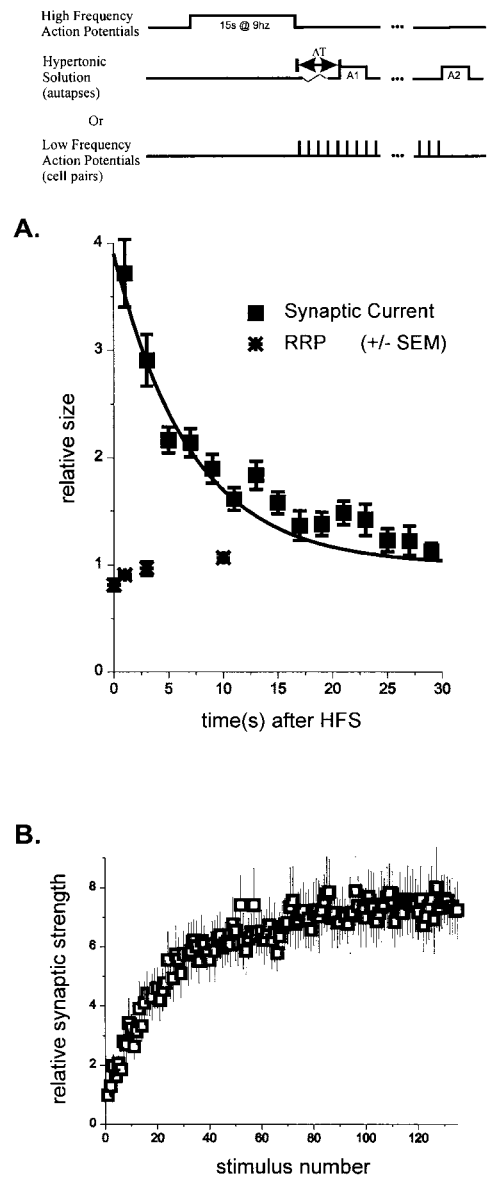 High Frequency
Action Potentials
15s @ 9hz
Hypertonic
Solution
(autapses)
ΔT
A1
...
A2
Or
Low Frequency
Action Potentials
(cell pairs)
A.
4
3
2
1
0
relative size
Synaptic Current
RRP (+/- SEM)
0 5 10 15 20 25 30
time(s) after HFS
B.
8
6
4
2
0
relative synaptic strength
0 20 40 60 80 100 120
stimulus number